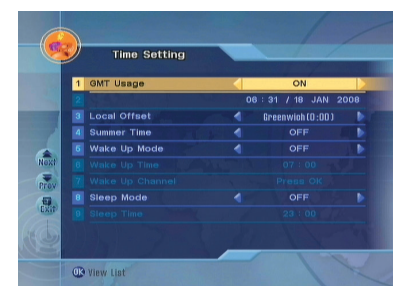 Time Setting
1 GMT Usage ON
2 06 : 31 / 18 JAN 2008
3 Local Offset Greenwich(0:00)
4 Summer Time OFF
5 Wake Up Mode OFF
6 Wake Up Time 07 : 00
7 Wake Up Channel Press OK
8 Sleep Mode OFF
9 Sleep Time 23 : 00
Next
Prev
Exit
OK View List